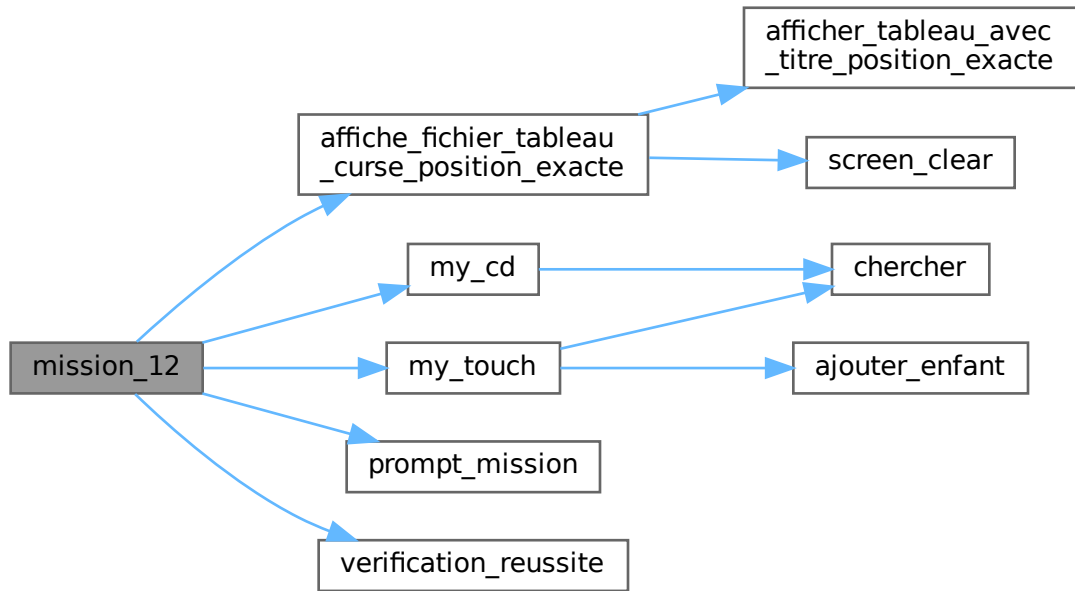 mission_12
affiche_fichier_tableau
_curse_position_exacte
afficher_tableau_avec
_titre_position_exacte
screen_clear
my_cd
chercher
my_touch
ajouter_enfant
prompt_mission
verification_reussite